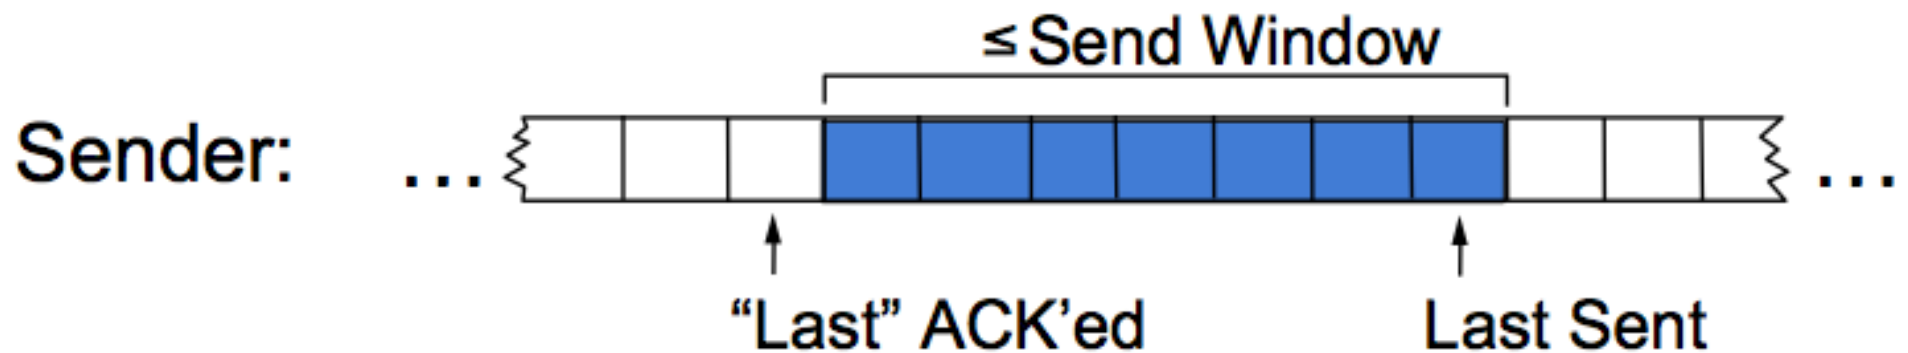 ≤ Send Window
Sender:
... ...
“Last” ACK’ed
Last Sent